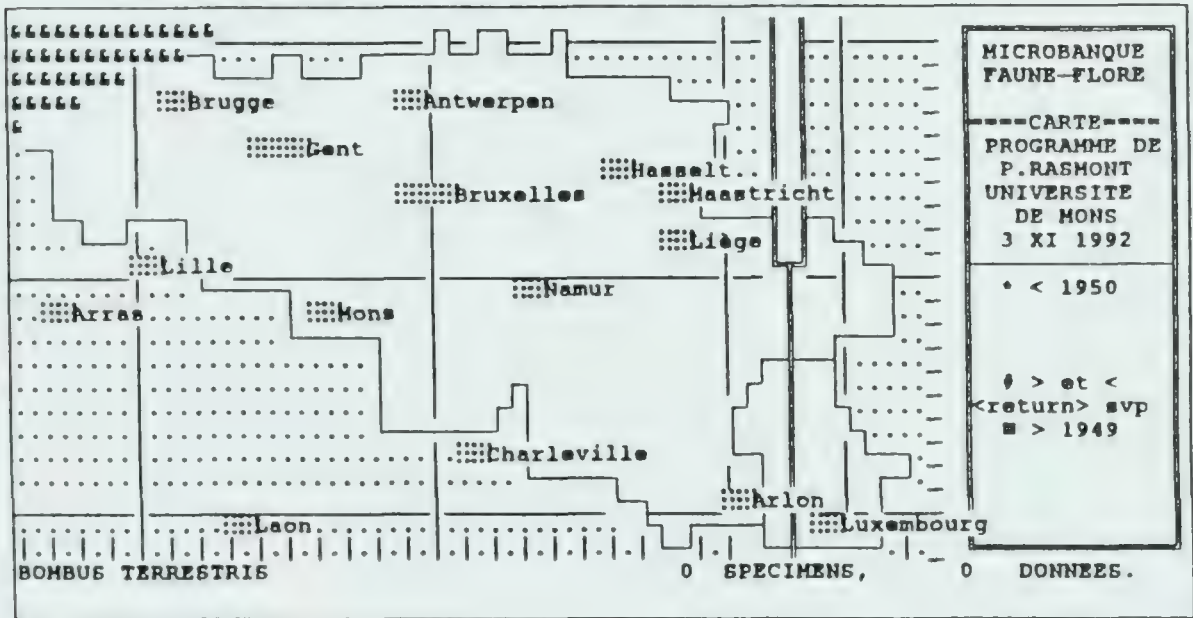 MICROBANQUE
FAUNE-FLORE
====CARTE====
PROGRAMME DE
P.RASMONT
UNIVERSITE
DE MONS
3 XI 1992
* < 1950
> et <
<return> svp
■ > 1949
Brugge
Antwerpen
Gent
Hasselt
Bruxelles
Maastricht
Liège
Lille
Namur
Arras
Mons
Charleville
Arlon
Laon
Luxembourg
BOMBUS TERRESTRIS 0 SPECIMENS, 0 DONNEES.